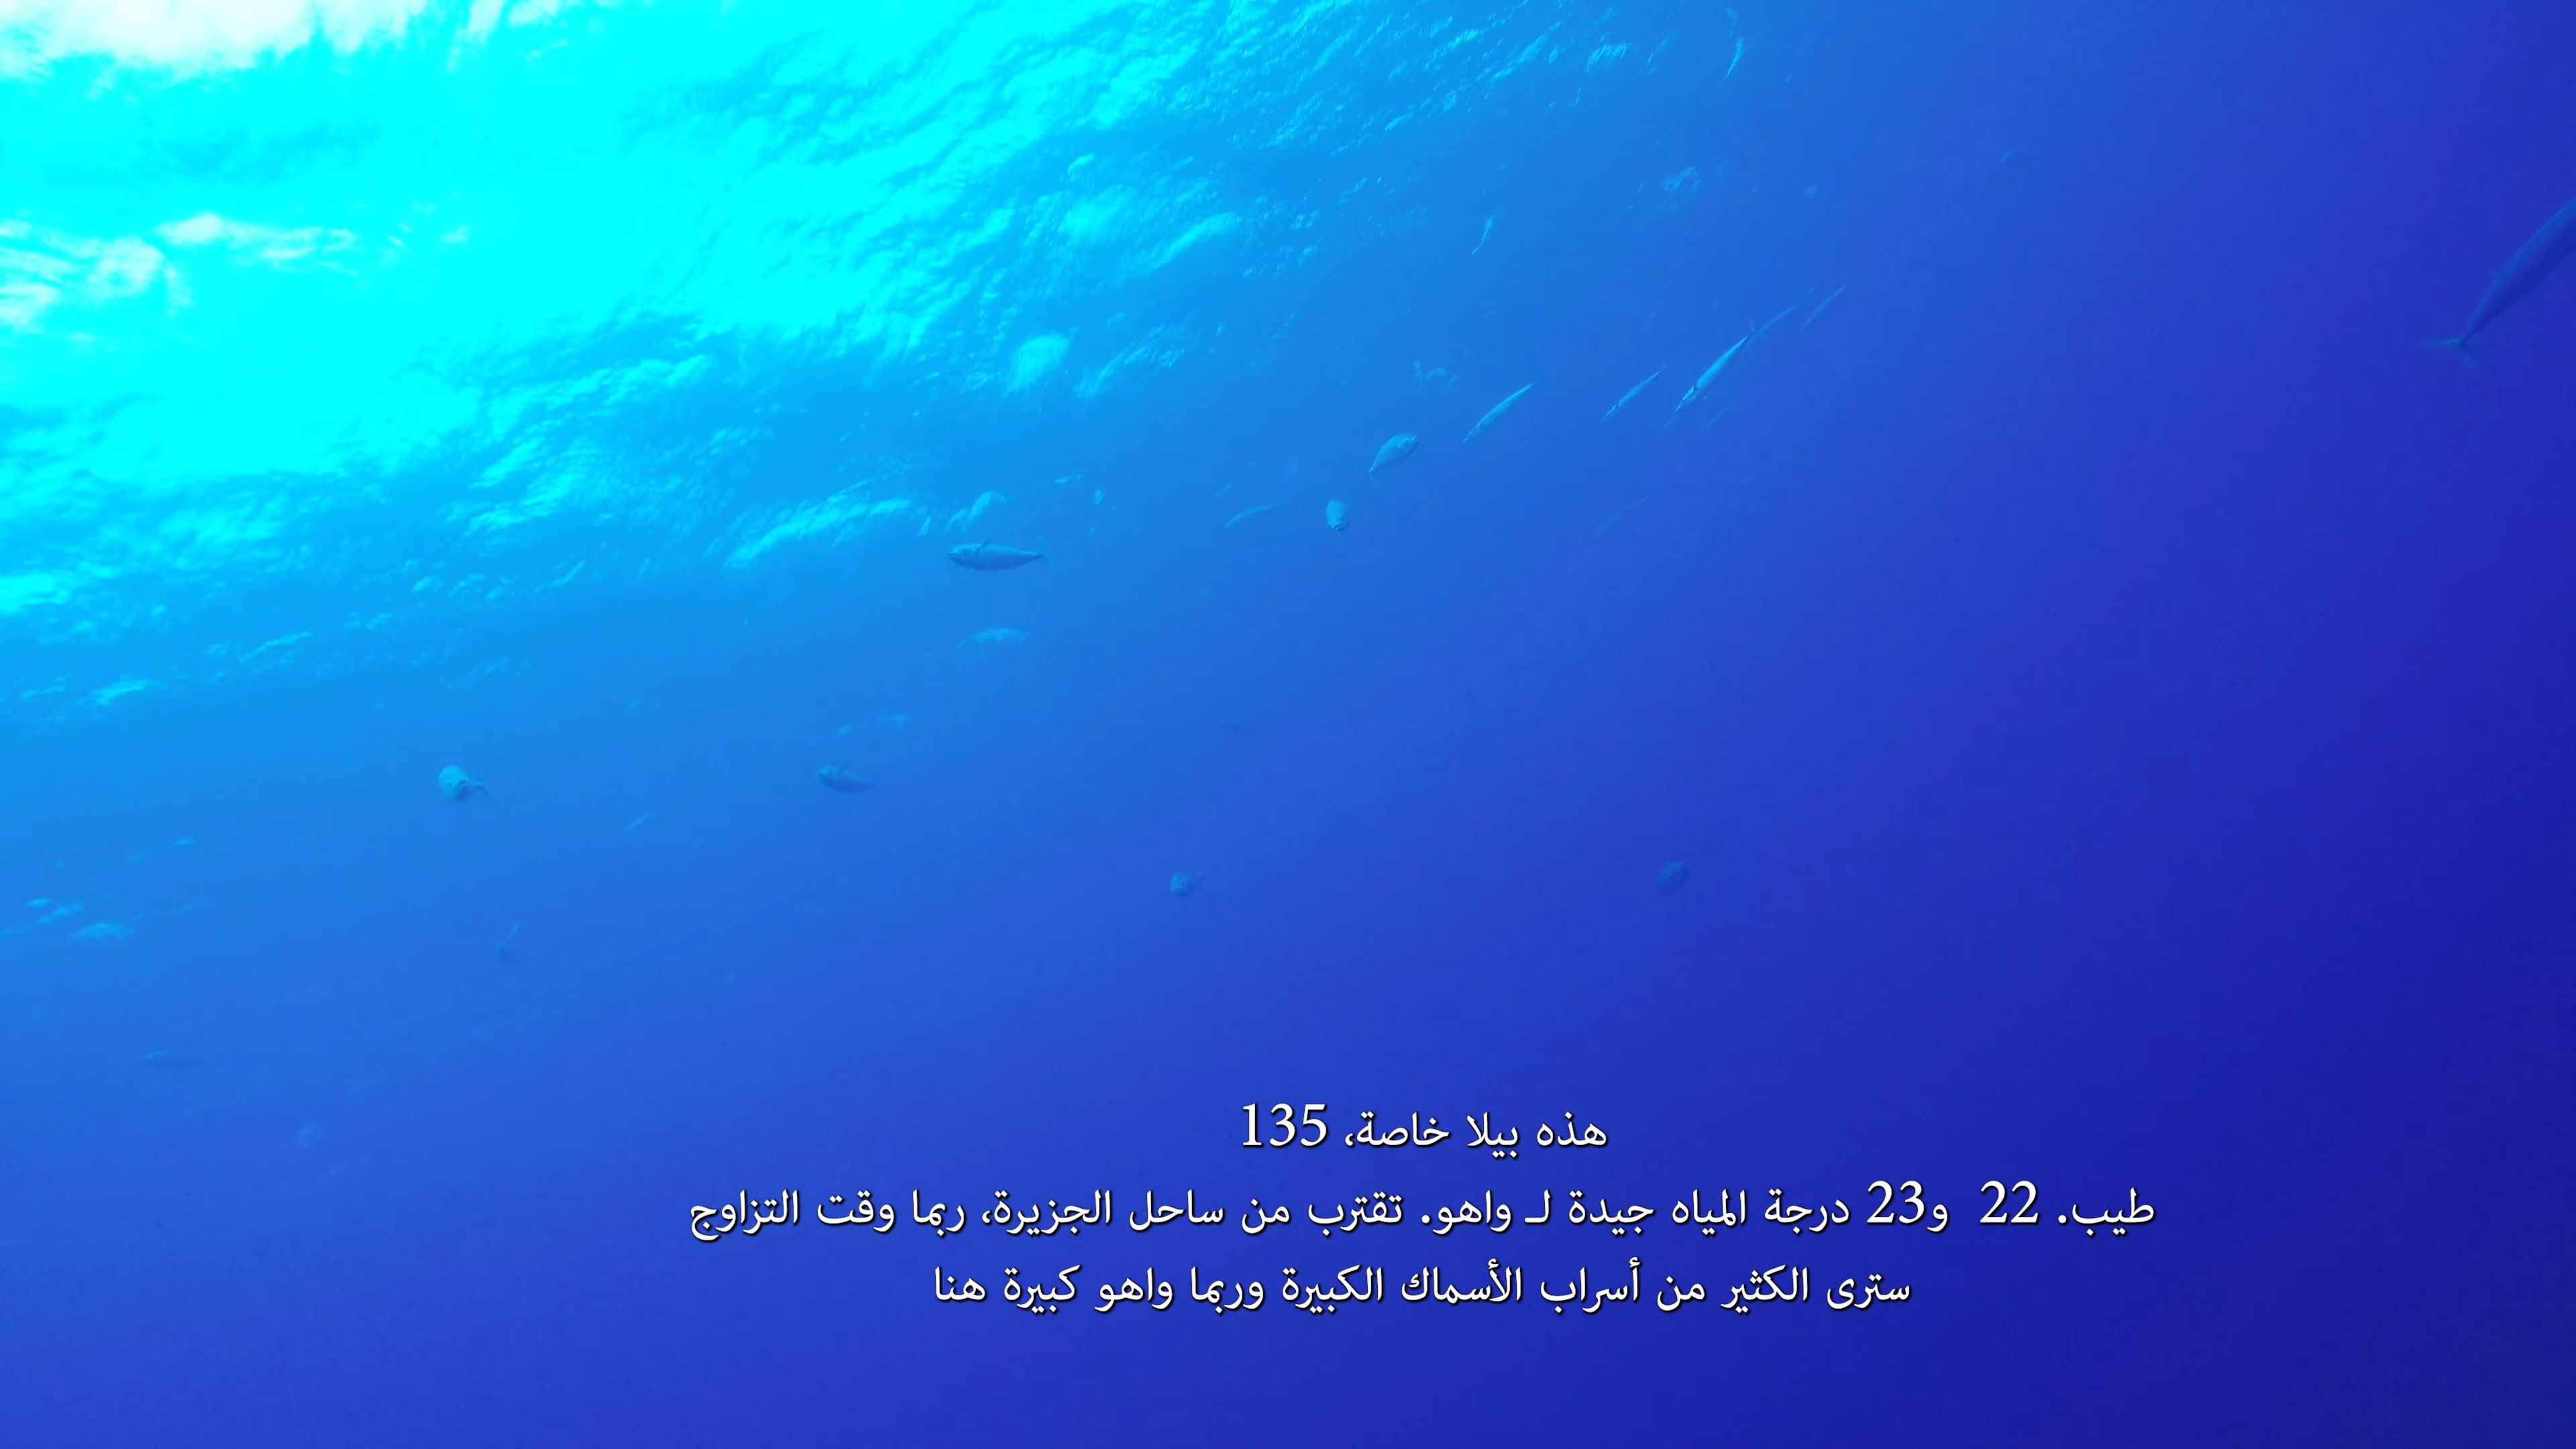 هذه بيلا خاصة، 135
طيب. 22 و23 درجة المياه جيدة لـ واهو. تقترب من ساحل الجزيرة، ربما وقت التزاوج
سترى الكثير من أسراب الأسماك الكبيرة وربما واهو كبيرة هنا